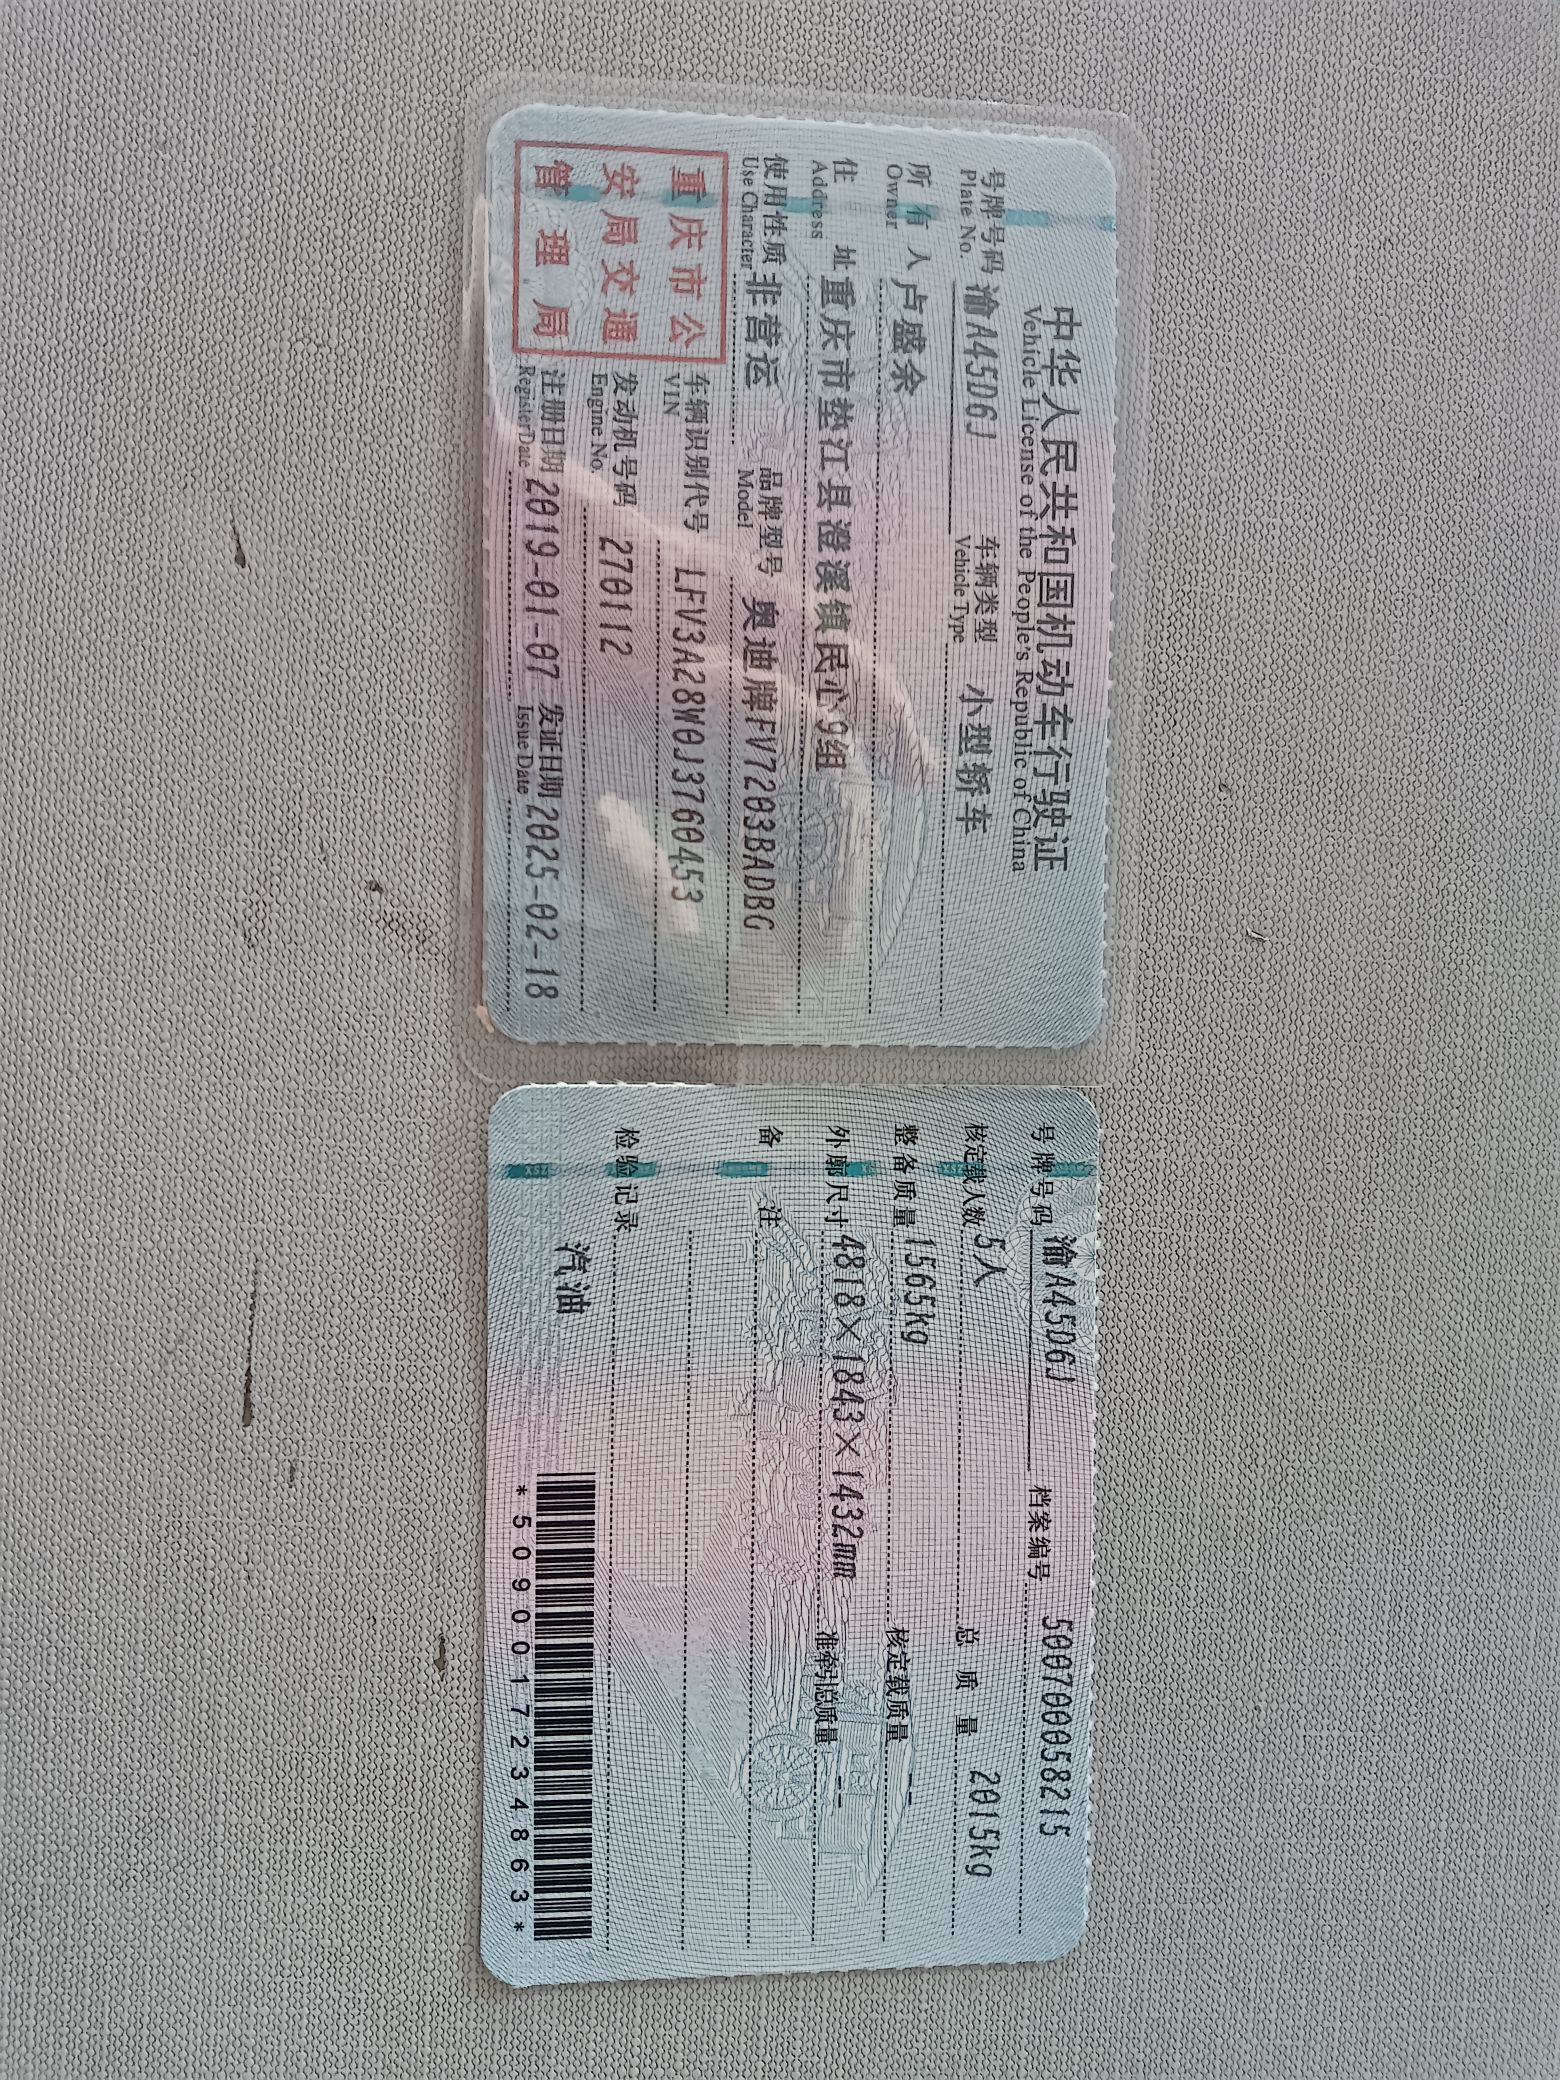 中华人民共和国机动车行驶证
Vehicle License of the People's Republic of China
号牌号码 渝A45D6J 车辆类型 小型轿车
Plate No. Vehicle Type
所有人 卢盛余
Owner
住址 重庆市垫江县澄溪镇民心9组
Address
使用性质 非营运 品牌型号 奥迪牌FV7203BADBG
Use Character Model
重庆市公
安局交通
管理局
车辆识别代号 LFV3A28W0J3760453
VIN
发动机号码 270112
Engine No.
注册日期 2019-01-07 发证日期 2025-02-18
Register Date Issue Date
号牌号码 渝A45D6J 档案编号 500700058215
核定载人数 5人 总质量 2015kg
整备质量 1565kg 核定载质量 --
外廓尺寸 4818×1843×1432mm 准牵引总质量 --
备注
检验记录
汽油
*5090017234863*